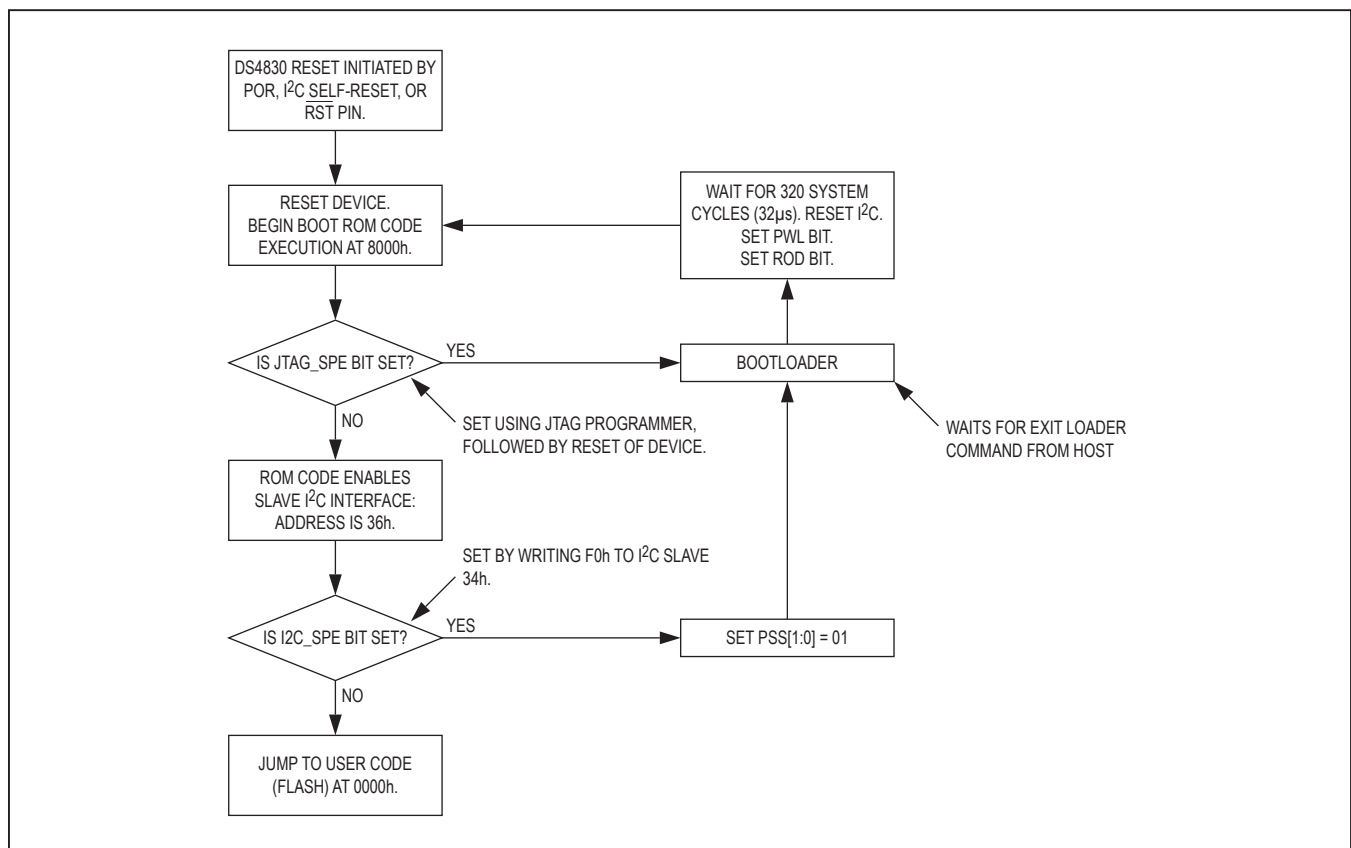 DS4830 RESET INITIATED BY
POR, I²C SELF-RESET, OR
R̅S̅T̅ PIN.
RESET DEVICE.
BEGIN BOOT ROM CODE
EXECUTION AT 8000h.
WAIT FOR 320 SYSTEM
CYCLES (32µs). RESET I²C.
SET PWL BIT.
SET ROD BIT.
IS JTAG_SPE BIT SET?
YES
BOOTLOADER
NO
SET USING JTAG PROGRAMMER,
FOLLOWED BY RESET OF DEVICE.
WAITS FOR EXIT LOADER
COMMAND FROM HOST
ROM CODE ENABLES
SLAVE I²C INTERFACE:
ADDRESS IS 36h.
SET BY WRITING F0h TO I²C SLAVE
34h.
IS I2C_SPE BIT SET?
YES
SET PSS[1:0] = 01
NO
JUMP TO USER CODE
(FLASH) AT 0000h.